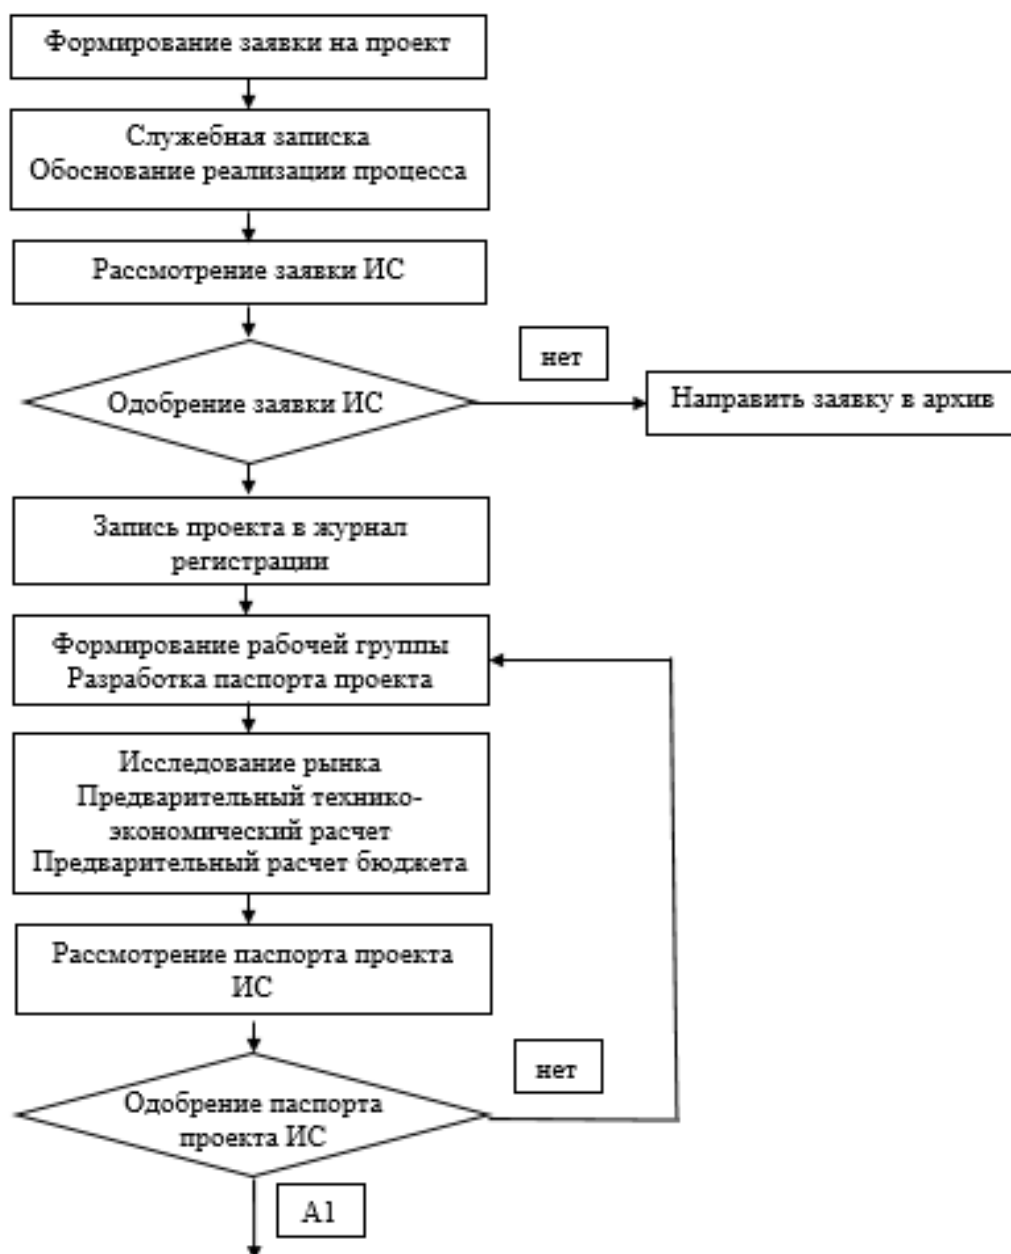 Формирование заявки на проект
Служебная записка
Обоснование реализации процесса
Рассмотрение заявки ИС
нет
Одобрение заявки ИС
Направить заявку в архив
Запись проекта в журнал
регистрации
Формирование рабочей группы
Разработка паспорта проекта
Исследование рынка
Предварительный технико-
экономический расчет
Предварительный расчет бюджета
Рассмотрение паспорта проекта
ИС
нет
Одобрение паспорта
проекта ИС
А1